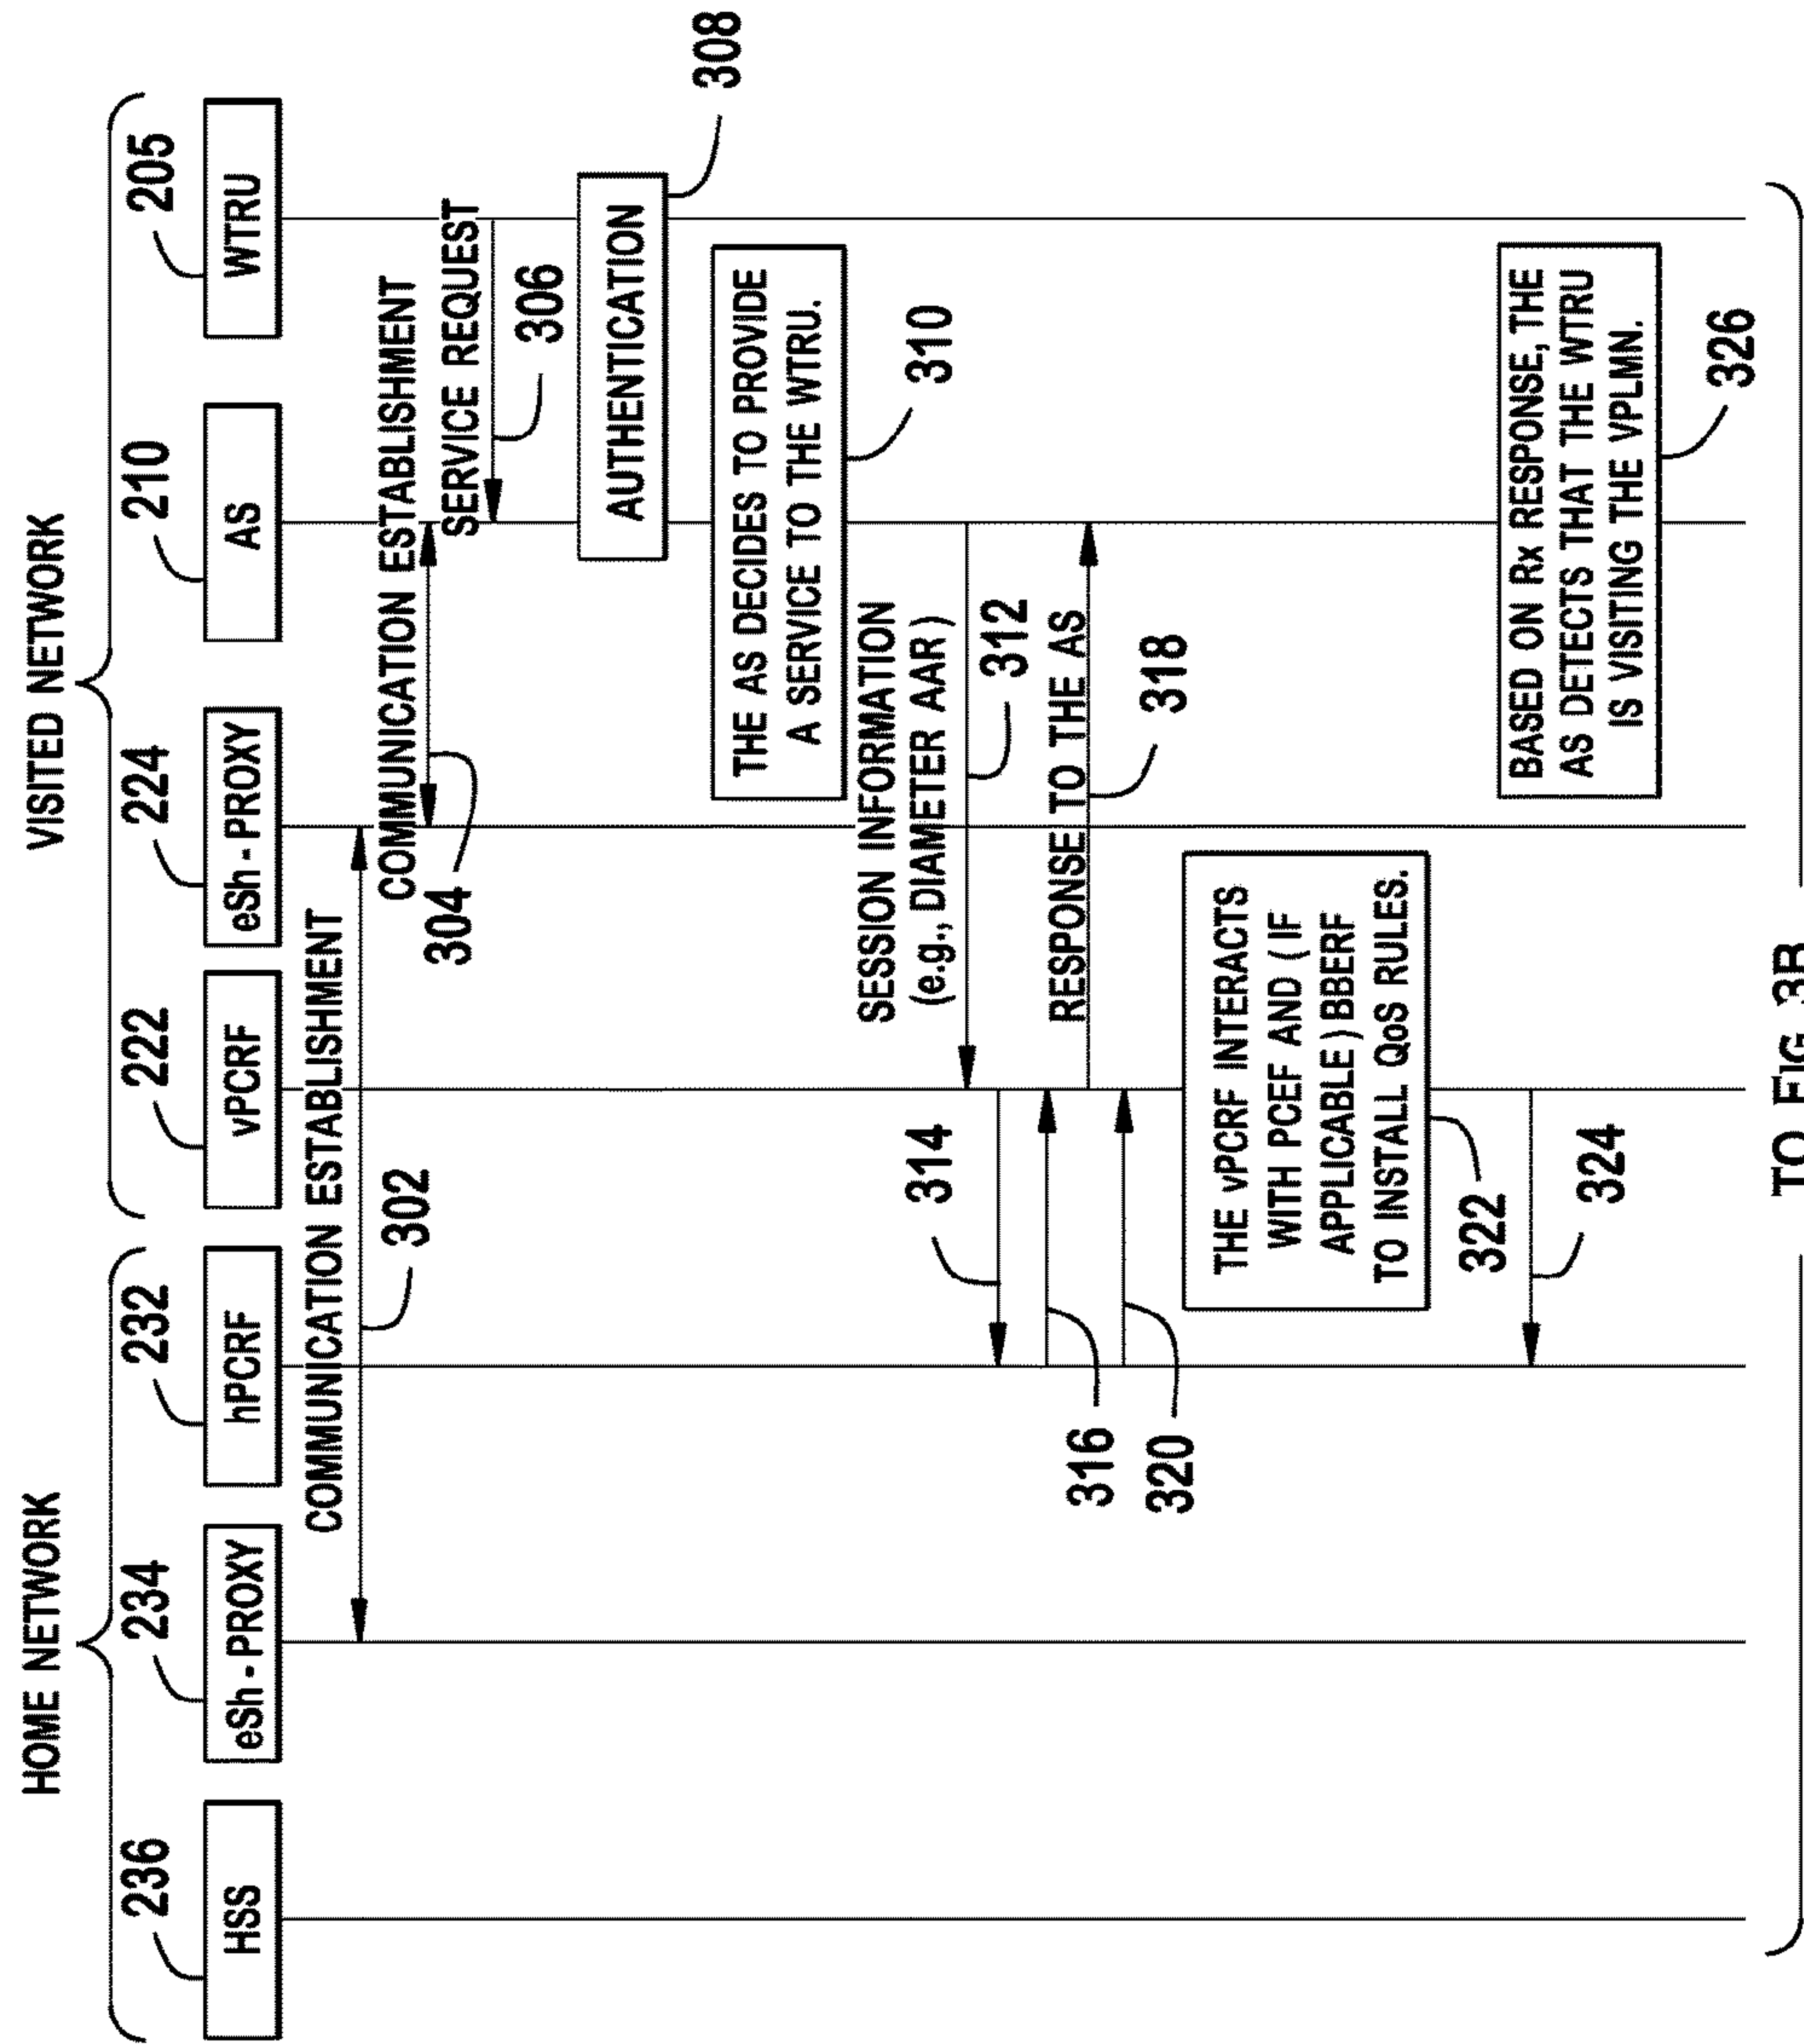 HOME NETWORK
VISITED NETWORK
236
234
232
222
224
210
205
HSS
eSh - PROXY
hPCRF
vPCRF
eSh - PROXY
AS
WTRU
COMMUNICATION ESTABLISHMENT
302
COMMUNICATION ESTABLISHMENT
304
SERVICE REQUEST
306
AUTHENTICATION
308
THE AS DECIDES TO PROVIDE
A SERVICE TO THE WTRU.
310
SESSION INFORMATION
(e.g., DIAMETER AAR)
312
314
316
RESPONSE TO THE AS
318
320
THE vPCRF INTERACTS
WITH PCEF AND (IF
APPLICABLE) BBERF
TO INSTALL QoS RULES.
322
324
BASED ON Rx RESPONSE, THE
AS DETECTS THAT THE WTRU
IS VISITING THE VPLMN.
326
TO FIG. 3B